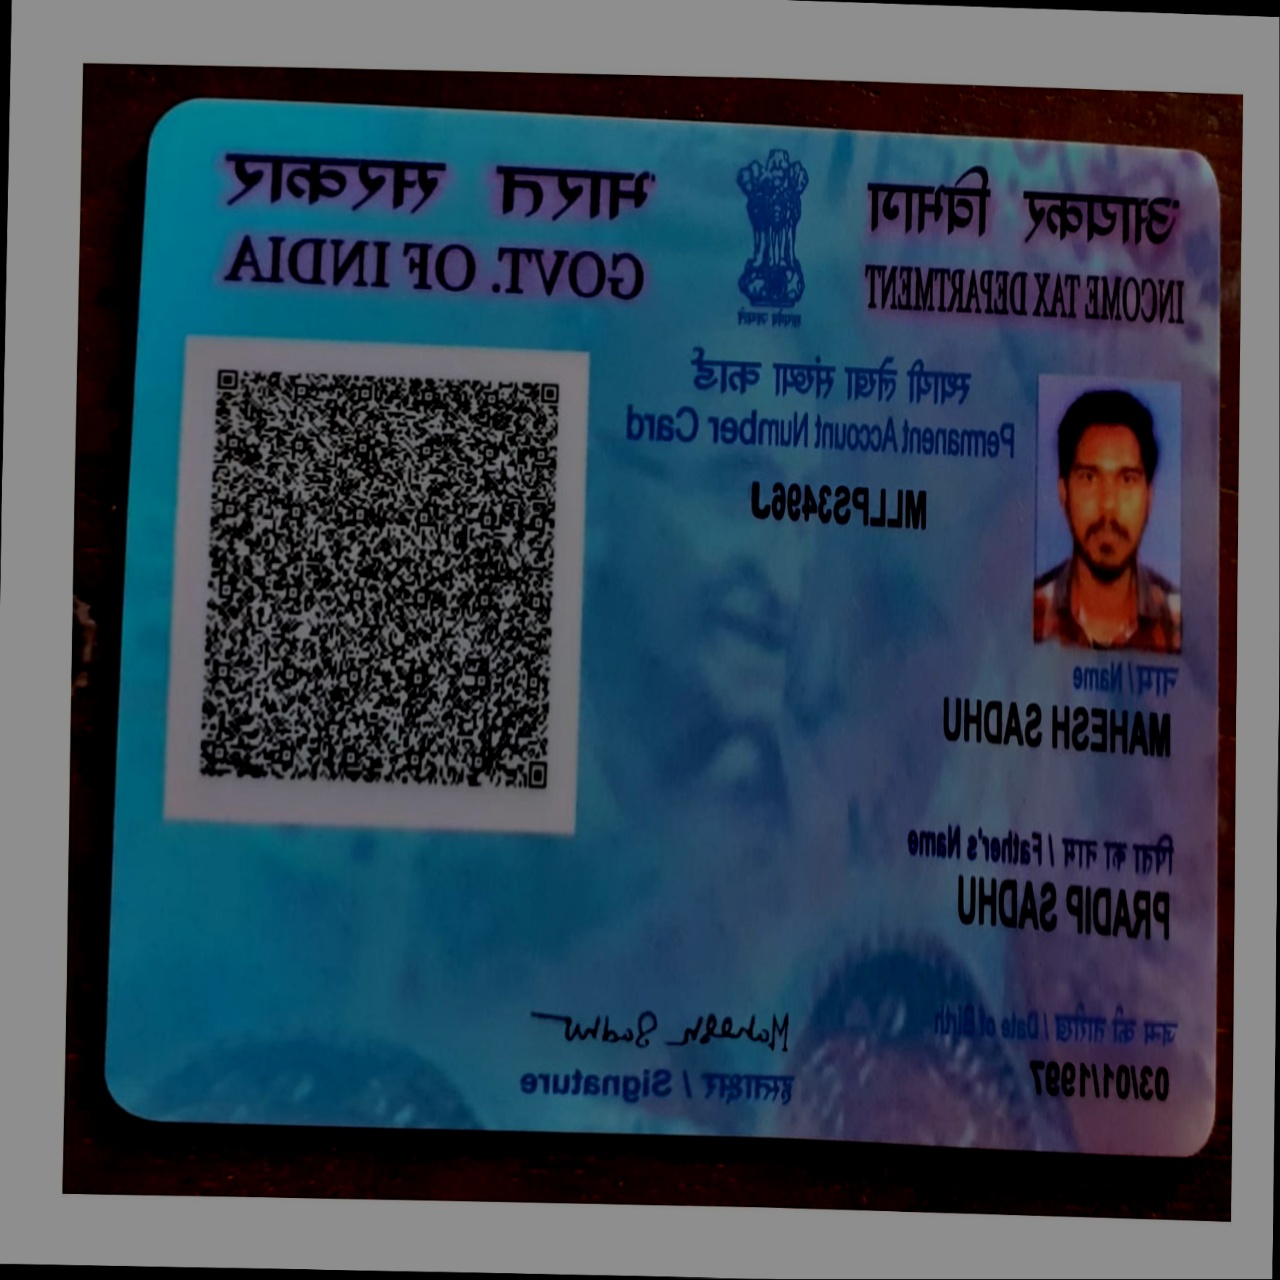 आयकर विभाग
INCOME TAX DEPARTMENT
सत्यमेव जयते
भारत सरकार
GOVT. OF INDIA
स्थायी लेखा संख्या कार्ड
Permanent Account Number Card
MLLPS3496J
नाम / Name
MAHESH SADHU
पिता का नाम / Father's Name
PRADIP SADHU
जन्म की तारीख / Date of Birth
03/01/1997
Mahesh Sadhu
हस्ताक्षर / Signature